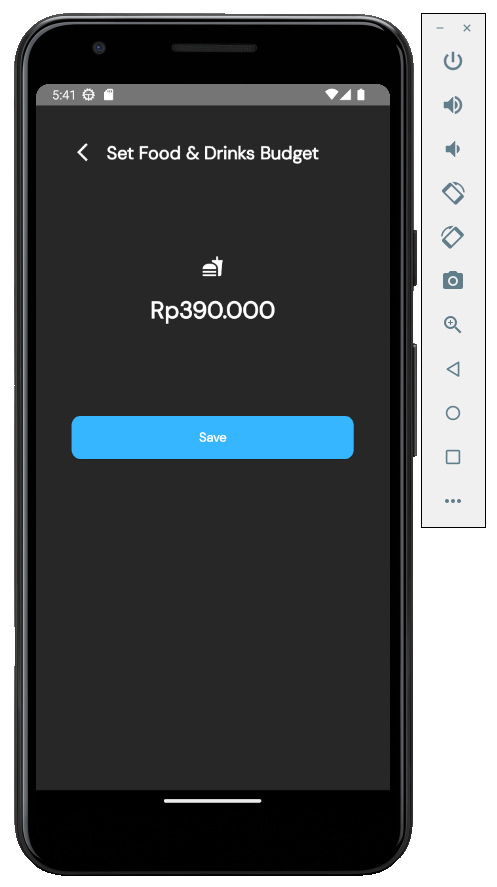 5:41
Set Food & Drinks Budget
Rp390.000
Save